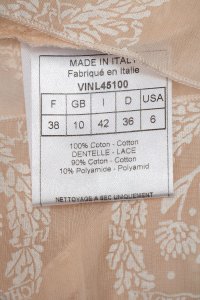 MADE IN ITALY
Fabriqué en Italie
VINL45100
F GB I D USA
38 10 42 36 6
100% Coton - Cotton
DENTELLE - LACE
90% Coton - Cotton
10% Polyamide - Polyamid
NETTOYAGE A SEC UNIQUEMENT